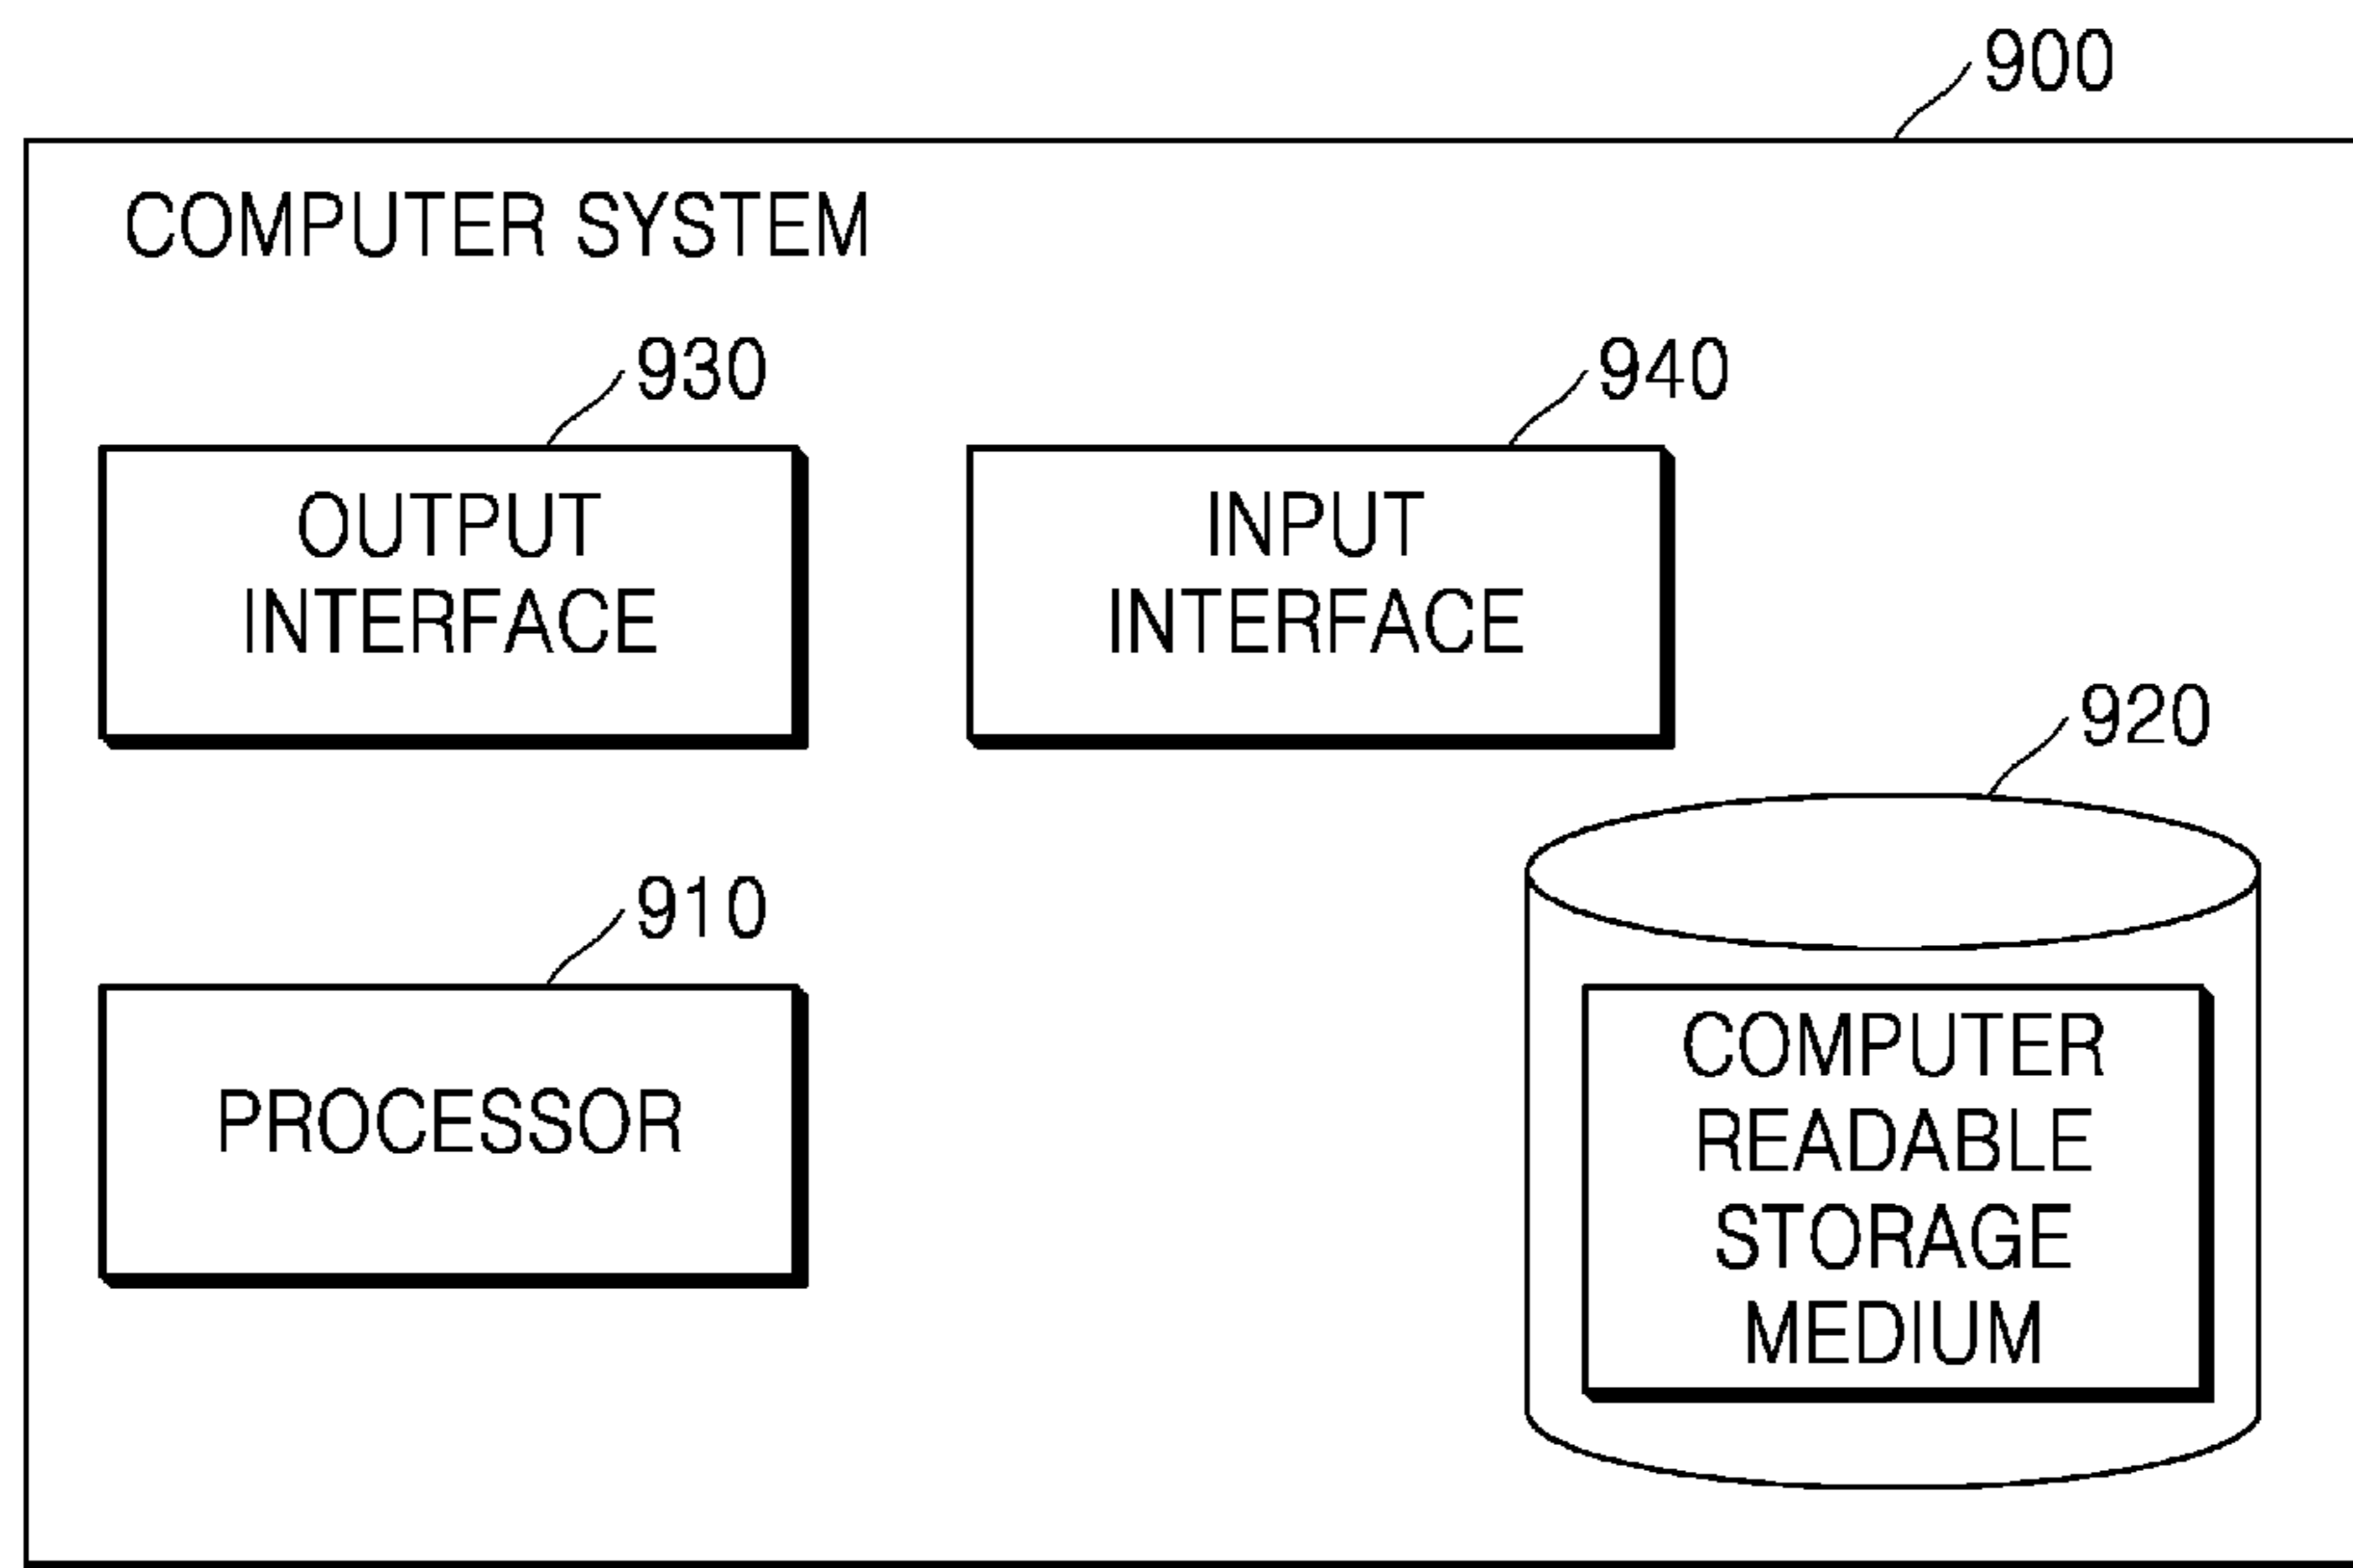 900
COMPUTER SYSTEM
930
940
OUTPUT
INTERFACE
INPUT
INTERFACE
920
910
PROCESSOR
COMPUTER
READABLE
STORAGE
MEDIUM